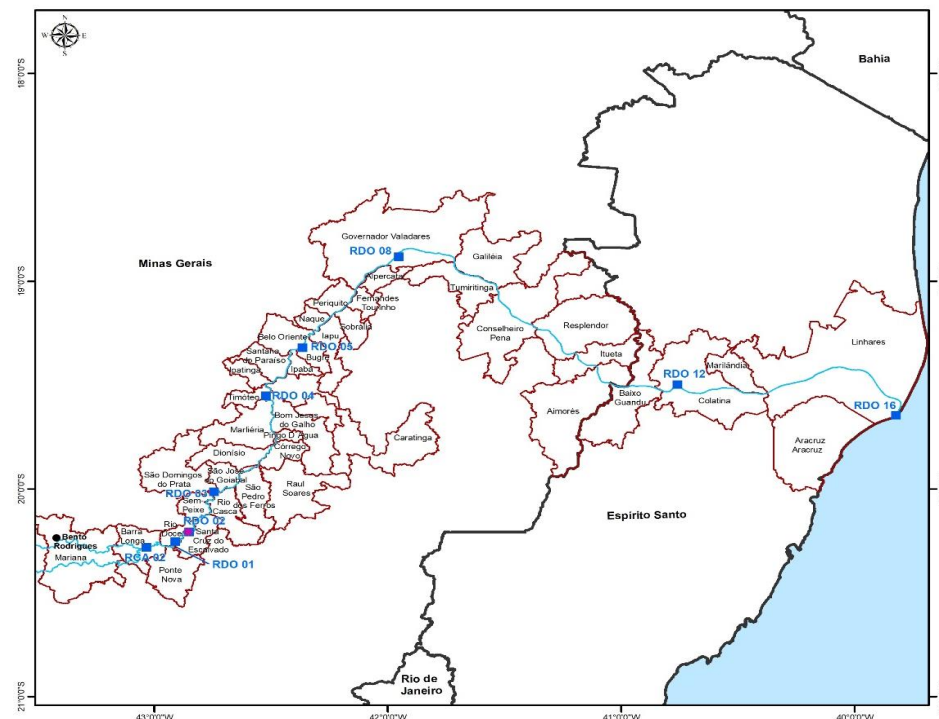 N
W
E
S
Bahia
18°0'0"S
Governador Valadares
RDO 08
Galiléia
Minas Gerais
Alpercata
19°0'0"S
Tumiritinga
Periquito
Fernandes
Tourinho
Naque
Sobrália
Conselheiro
Pena
Resplendor
Belo Oriente
Iapu
Linhares
RDO 05
Santana
do Paraíso
Bugre
Itueta
Marilândia
Ipatinga
Ipaba
RDO 12
Timóteo
RDO 04
Baixo
Guandu
Colatina
RDO 16
Bom Jesus
do Galho
Aimorés
Marliéria
Pingo D'Água
Caratinga
Córrego
Novo
Aracruz
Aracruz
Dionísio
São Domingos
do Prata
São José
do Goiabal
20°0'0"S
RDO 03
São
Pedro
dos Ferros
Raul
Soares
Sem
Peixe
Rio
Casca
RDO 02
Espírito Santo
Bento
Rodrigues
Barra
Longa
Rio
Doce
Santa
Cruz do
Escalvado
Mariana
RCA 02
RDO 01
Ponte
Nova
Rio de
Janeiro
21°0'0"S
43°0'0"W
42°0'0"W
41°0'0"W
40°0'0"W